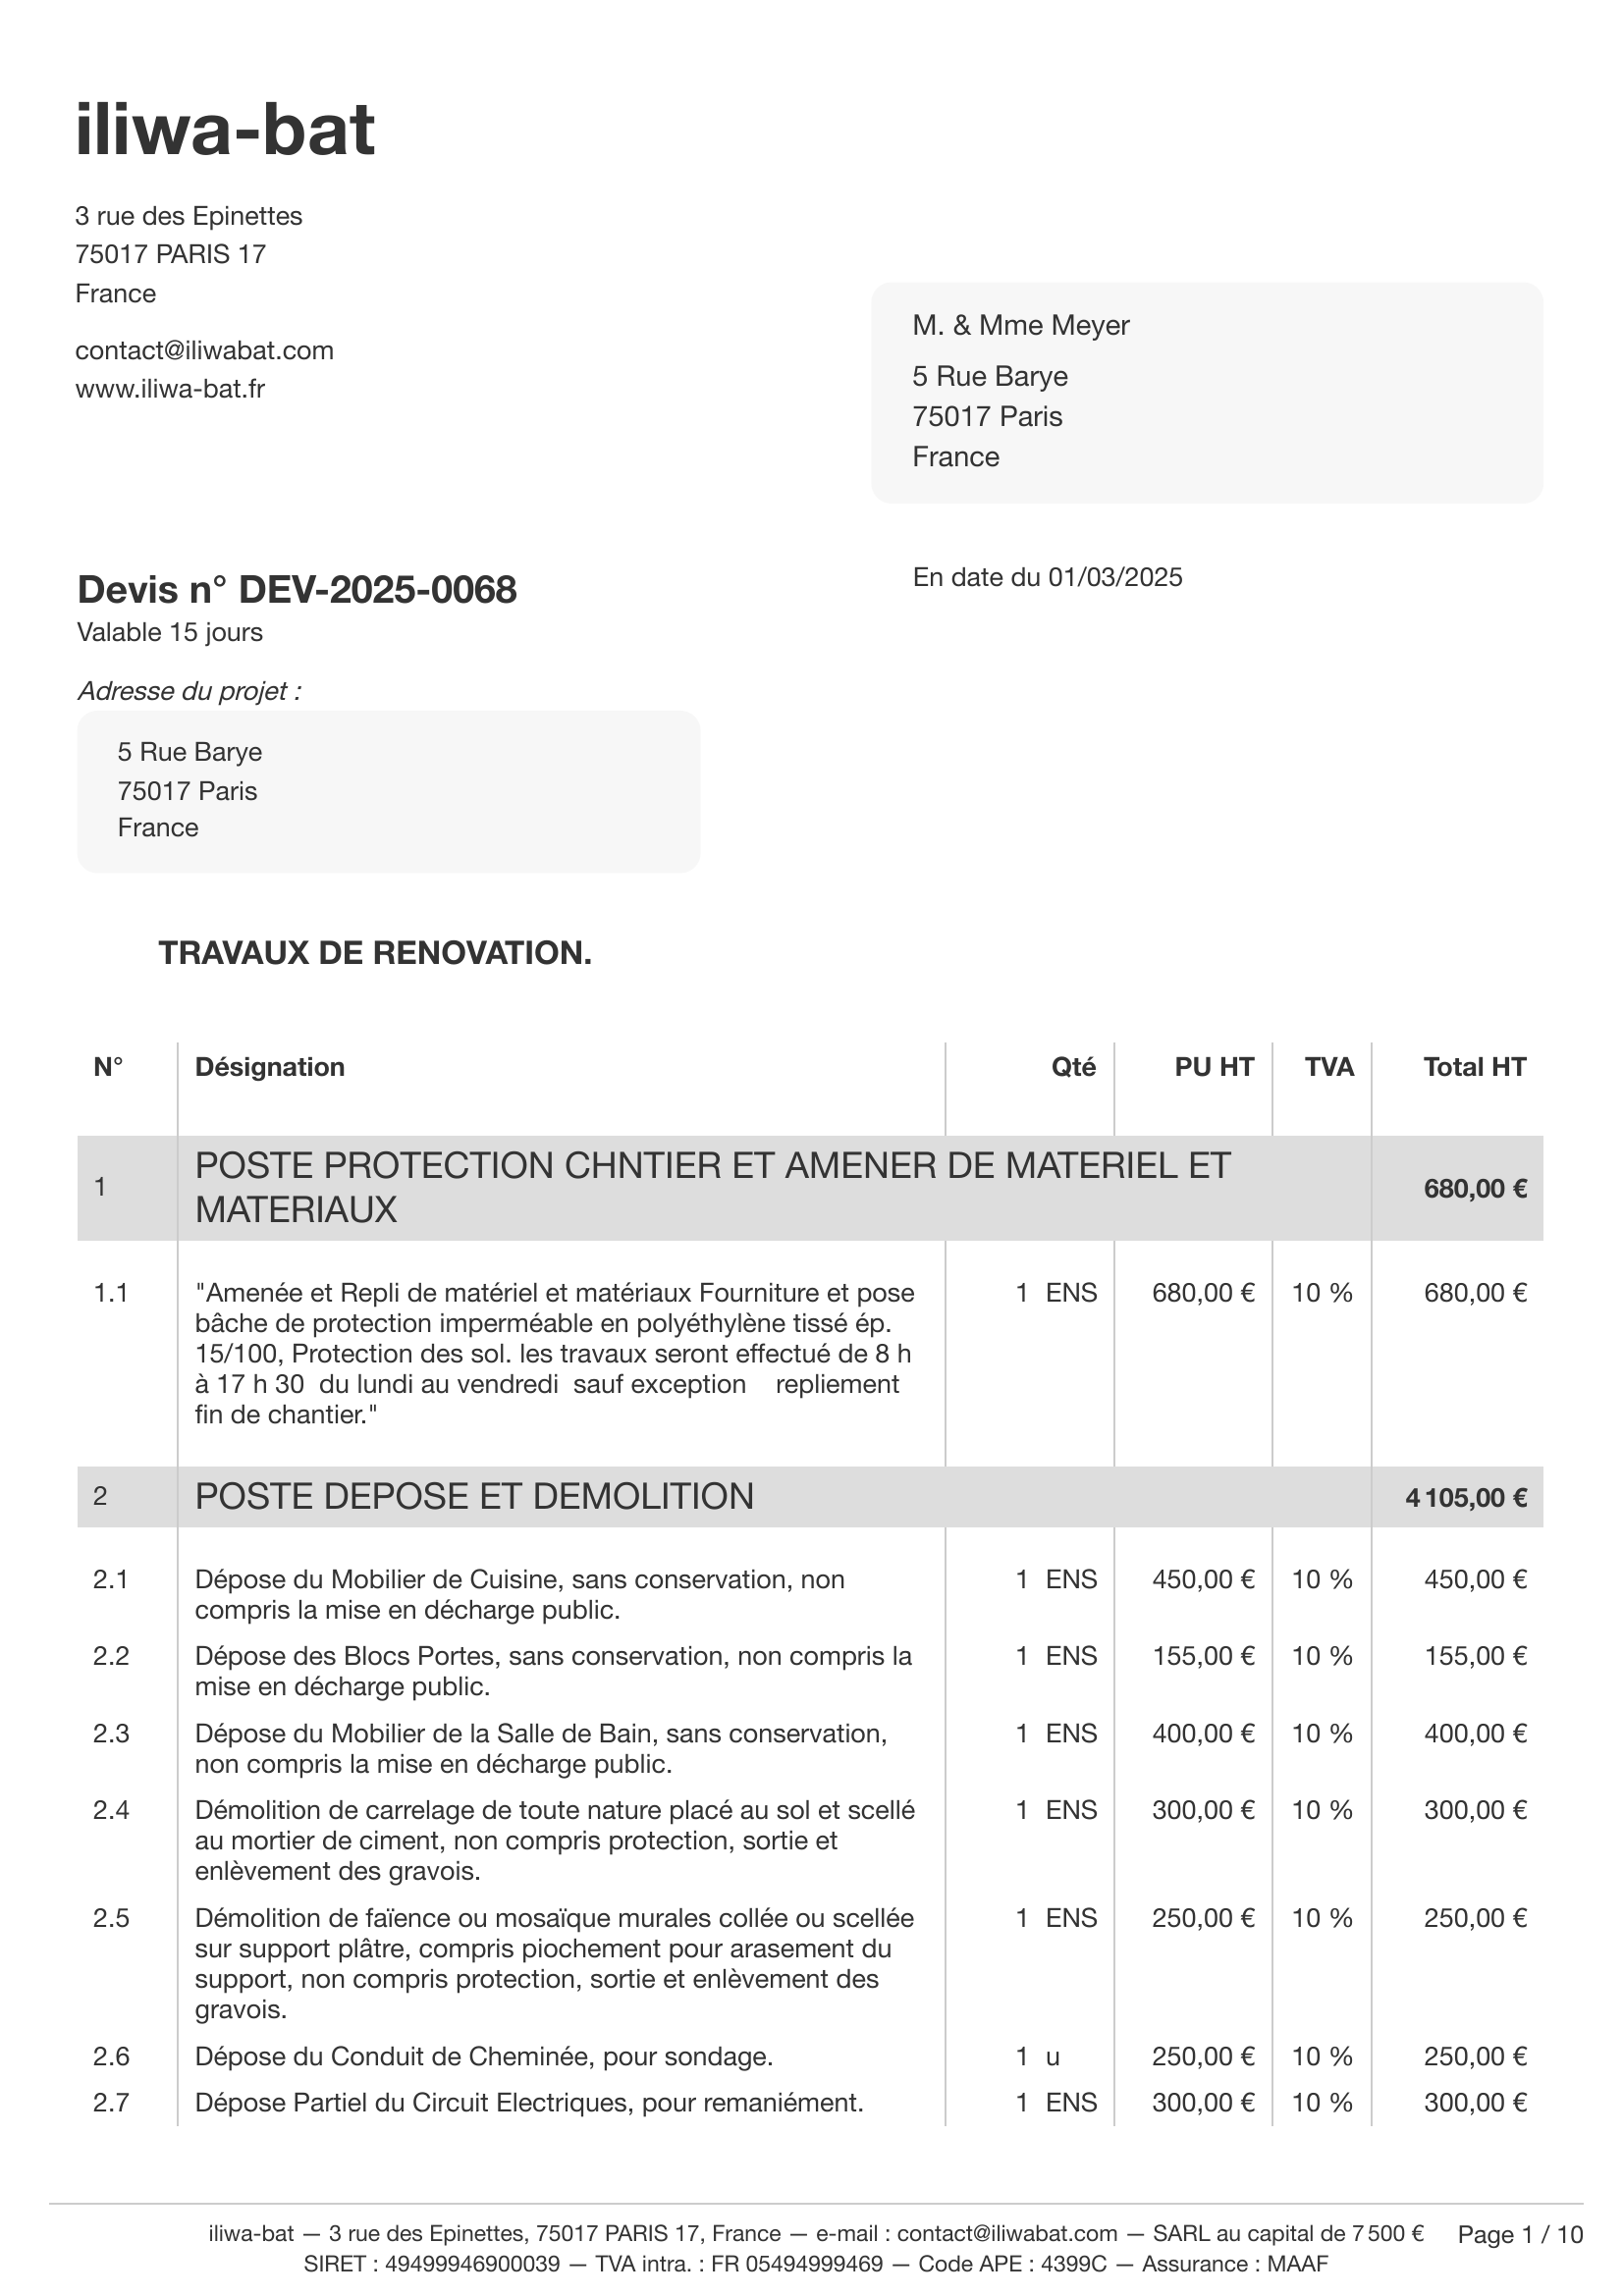 iliwa-bat
3 rue des Epinettes
75017 PARIS 17
France
contact@iliwabat.com
www.iliwa-bat.fr
M. & Mme Meyer
5 Rue Barye
75017 Paris
France
Devis n° DEV-2025-0068
En date du 01/03/2025
Valable 15 jours
Adresse du projet :
5 Rue Barye
75017 Paris
France
TRAVAUX DE RENOVATION.
N° Désignation Qté PU HT TVA Total HT
1 POSTE PROTECTION CHNTIER ET AMENER DE MATERIEL ET
MATERIAUX 680,00 €
1.1 "Amenée et Repli de matériel et matériaux Fourniture et pose 1 ENS 680,00 € 10 % 680,00 €
bâche de protection imperméable en polyéthylène tissé ép.
15/100, Protection des sol. les travaux seront effectué de 8 h
à 17 h 30 du lundi au vendredi sauf exception repliement
fin de chantier."
2 POSTE DEPOSE ET DEMOLITION 4 105,00 €
2.1 Dépose du Mobilier de Cuisine, sans conservation, non 1 ENS 450,00 € 10 % 450,00 €
compris la mise en décharge public.
2.2 Dépose des Blocs Portes, sans conservation, non compris la 1 ENS 155,00 € 10 % 155,00 €
mise en décharge public.
2.3 Dépose du Mobilier de la Salle de Bain, sans conservation, 1 ENS 400,00 € 10 % 400,00 €
non compris la mise en décharge public.
2.4 Démolition de carrelage de toute nature placé au sol et scellé 1 ENS 300,00 € 10 % 300,00 €
au mortier de ciment, non compris protection, sortie et
enlèvement des gravois.
2.5 Démolition de faïence ou mosaïque murales collée ou scellée 1 ENS 250,00 € 10 % 250,00 €
sur support plâtre, compris piochement pour arasement du
support, non compris protection, sortie et enlèvement des
gravois.
2.6 Dépose du Conduit de Cheminée, pour sondage. 1 u 250,00 € 10 % 250,00 €
2.7 Dépose Partiel du Circuit Electriques, pour remaniément. 1 ENS 300,00 € 10 % 300,00 €
iliwa-bat — 3 rue des Epinettes, 75017 PARIS 17, France — e-mail : contact@iliwabat.com — SARL au capital de 7 500 € Page 1 / 10
SIRET : 49499946900039 — TVA intra. : FR 05494999469 — Code APE : 4399C — Assurance : MAAF